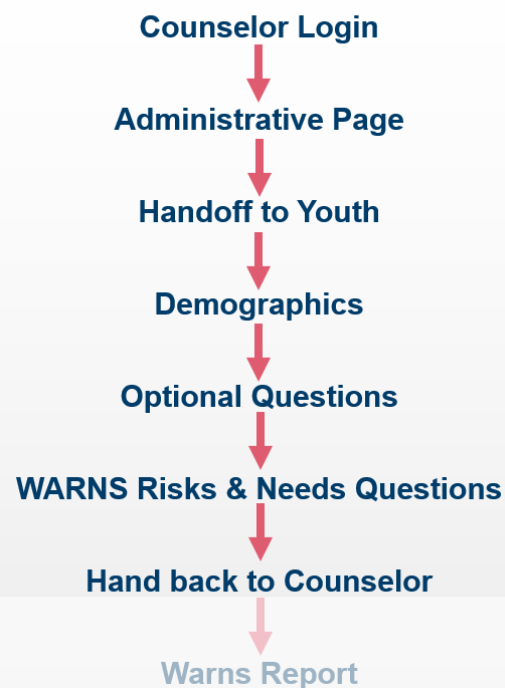 Counselor Login
Administrative Page
Handoff to Youth
Demographics
Optional Questions
WARNS Risks & Needs Questions
Hand back to Counselor
Warns Report